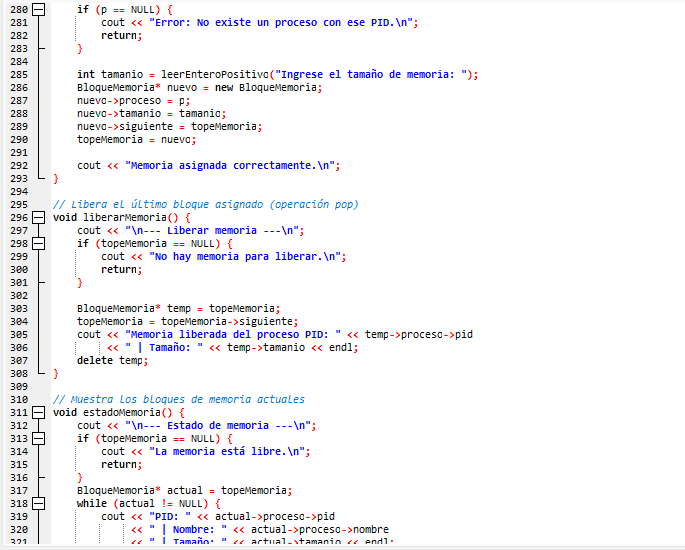 280 if (p == NULL) {
281 cout << "Error: No existe un proceso con ese PID.\n";
282 return;
283 }
284
285 int tamanio = leerEnteroPositivo("Ingrese el tamaño de memoria: ");
286 BloqueMemoria* nuevo = new BloqueMemoria;
287 nuevo->proceso = p;
288 nuevo->tamanio = tamanio;
289 nuevo->siguiente = topeMemoria;
290 topeMemoria = nuevo;
291
292 cout << "Memoria asignada correctamente.\n";
293 }
294
295 // Libera el último bloque asignado (operación pop)
296 void liberarMemoria() {
297 cout << "\n--- Liberar memoria ---\n";
298 if (topeMemoria == NULL) {
299 cout << "No hay memoria para liberar.\n";
300 return;
301 }
302
303 BloqueMemoria* temp = topeMemoria;
304 topeMemoria = topeMemoria->siguiente;
305 cout << "Memoria liberada del proceso PID: " << temp->proceso->pid
306 << " | Tamaño: " << temp->tamanio << endl;
307 delete temp;
308 }
309
310 // Muestra los bloques de memoria actuales
311 void estadoMemoria() {
312 cout << "\n--- Estado de memoria ---\n";
313 if (topeMemoria == NULL) {
314 cout << "La memoria está libre.\n";
315 return;
316 }
317 BloqueMemoria* actual = topeMemoria;
318 while (actual != NULL) {
319 cout << "PID: " << actual->proceso->pid
320 << " | Nombre: " << actual->proceso->nombre
321 << " | Tamaño: " << actual->tamanio << endl;